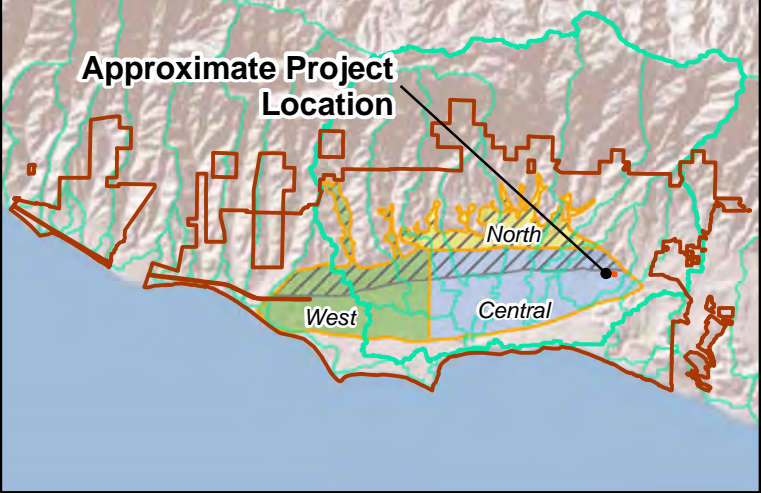 Approximate Project
Location
North
West
Central